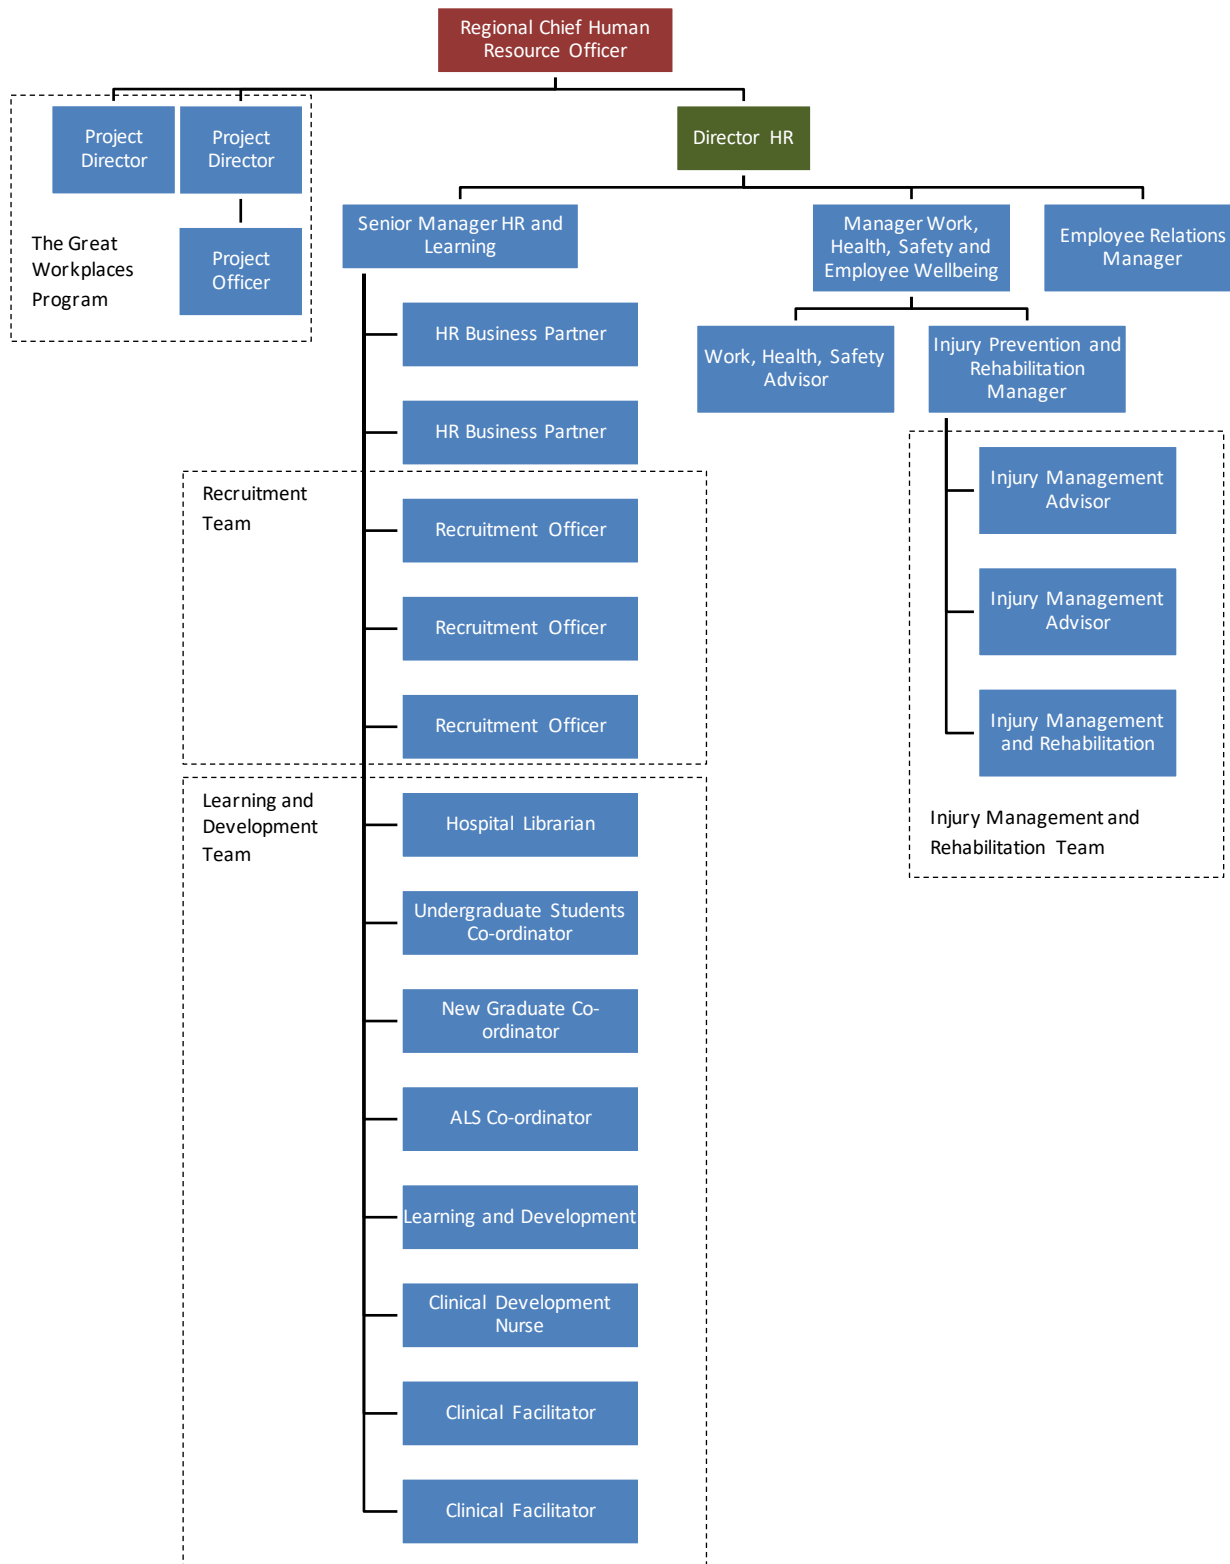 Regional Chief Human
Resource Officer
Project
Director
Project
Director
Director HR
The Great
Workplaces
Program
Project
Officer
Senior Manager HR and
Learning
Manager Work,
Health, Safety and
Employee Wellbeing
Employee Relations
Manager
HR Business Partner
Work, Health, Safety
Advisor
Injury Prevention and
Rehabilitation
Manager
HR Business Partner
Recruitment
Team
Recruitment Officer
Recruitment Officer
Recruitment Officer
Injury Management
Advisor
Injury Management
Advisor
Injury Management
and Rehabilitation
Injury Management and
Rehabilitation Team
Learning and
Development
Team
Hospital Librarian
Undergraduate Students
Co-ordinator
New Graduate Co-
ordinator
ALS Co-ordinator
Learning and Development
Clinical Development
Nurse
Clinical Facilitator
Clinical Facilitator